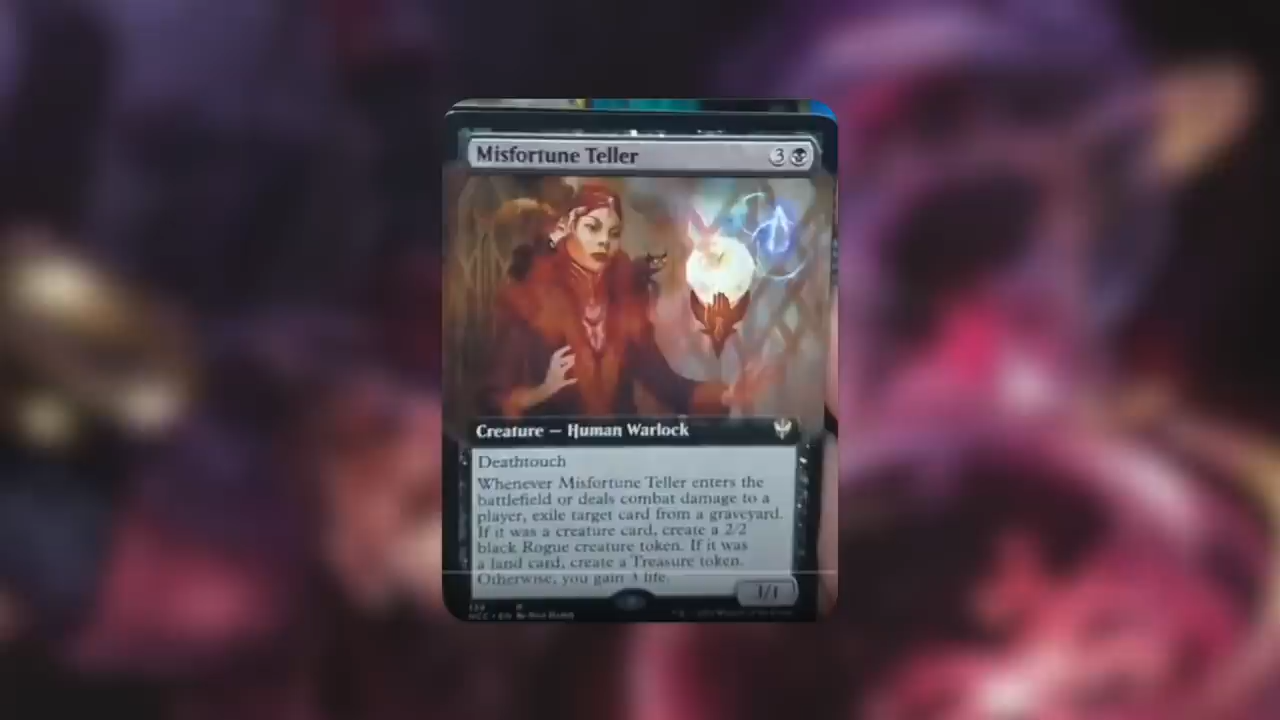 Misfortune Teller 3
Creature — Human Warlock
Deathtouch
Whenever Misfortune Teller enters the
battlefield or deals combat damage to a
player, exile target card from a graveyard.
If it was a creature card, create a 2/2
black Rogue creature token. If it was
a land card, create a Treasure token.
Otherwise, you gain 3 life.